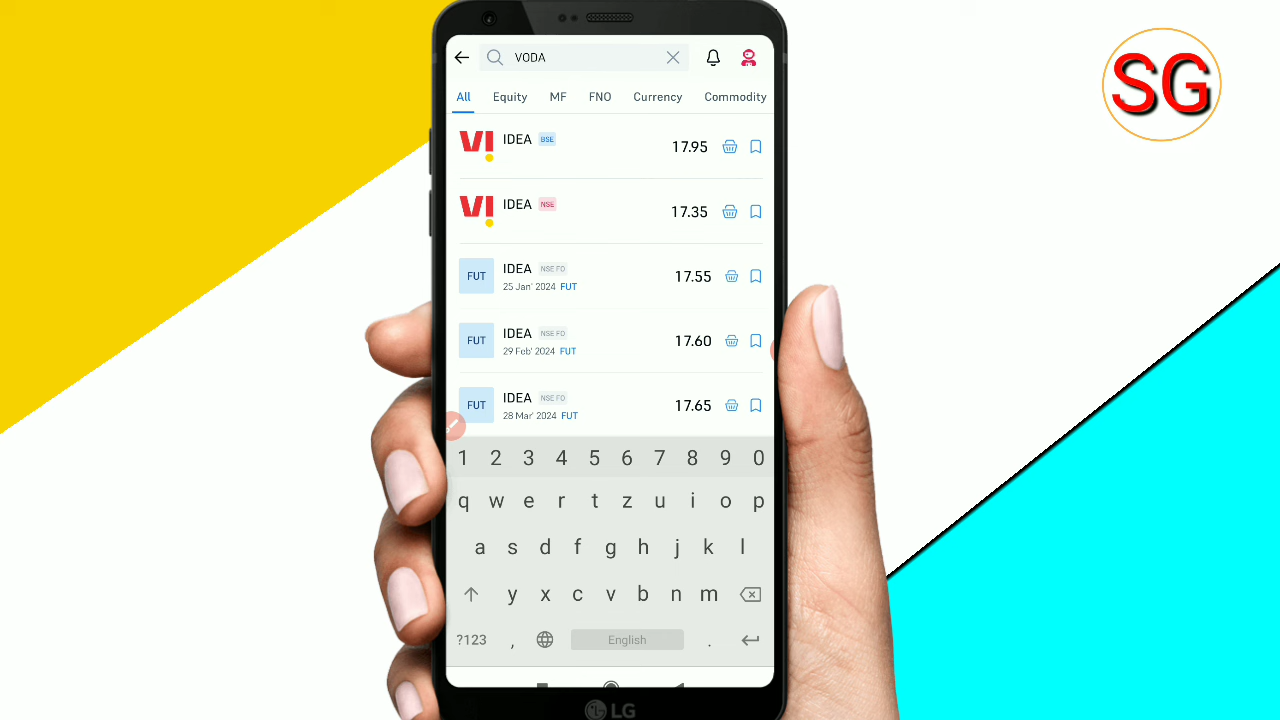 SG
VODA
All Equity MF FNO Currency Commodity
VI
IDEA BSE
17.95
VI
IDEA NSE
17.35
FUT
IDEA NSE FO
25 Jan' 2024 FUT
17.55
FUT
IDEA NSE FO
29 Feb' 2024 FUT
17.60
FUT
IDEA NSE FO
28 Mar' 2024 FUT
17.65
1 2 3 4 5 6 7 8 9 0
q w e r t z u i o p
a s d f g h j k l
y x c v b n m
?123 , English .
LG